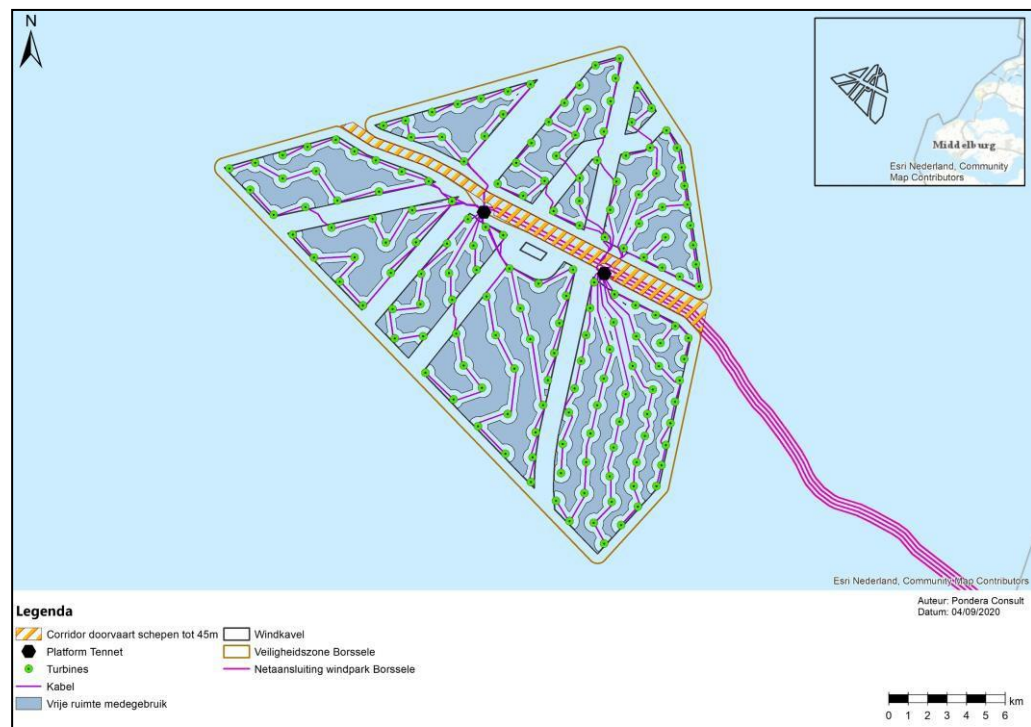 N
Middelburg
Esri Nederland, Community
Map Contributors
Esri Nederland, Community Map Contributors
Auteur: Pondera Consult
Datum: 04/09/2020
Legenda
Corridor doorvaart schepen tot 45m
Platform Tennet
Turbines
Kabel
Vrije ruimte medegebruik
Windkavel
Veiligheidszone Borssele
Netaansluiting windpark Borssele
km
0 1 2 3 4 5 6